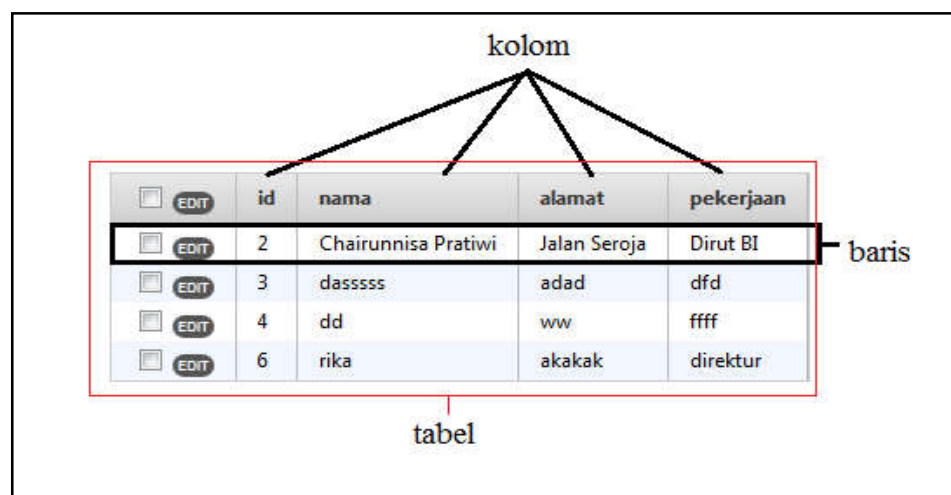 kolom
EDIT id nama alamat pekerjaan
EDIT 2 Chairunnisa Pratiwi Jalan Seroja Dirut BI
baris
EDIT 3 dasssss adad dfd
EDIT 4 dd ww ffff
EDIT 6 rika akakak direktur
tabel